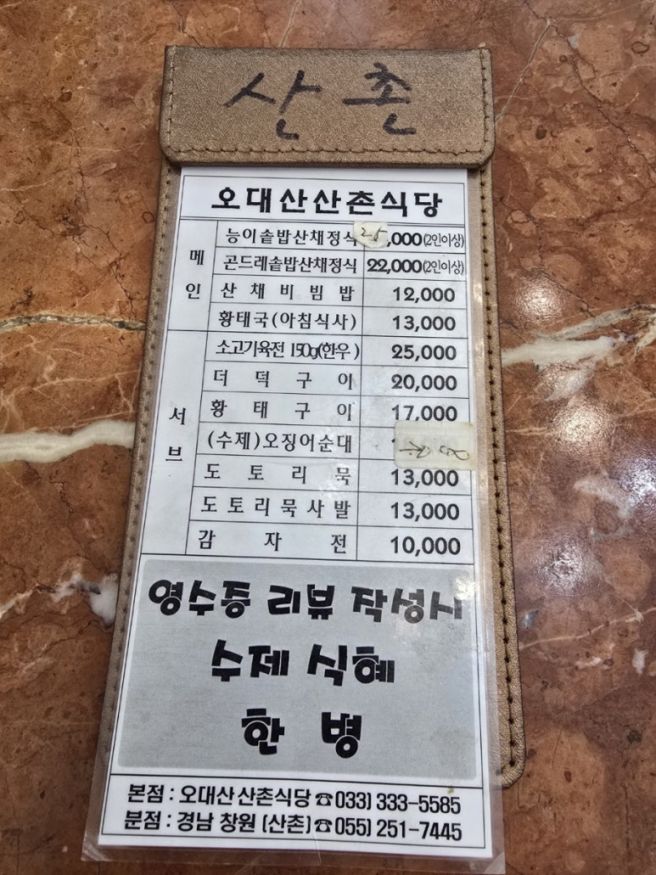 산촌
오대산산촌식당
메인
능이솥밥산채정식 25,000(2인이상)
곤드레솥밥산채정식 22,000(2인이상)
산채비빔밥 12,000
황태국(아침식사) 13,000
서브
소고기육전 150g(한우) 25,000
더덕구이 20,000
황태구이 17,000
(수제)오징어순대
도토리묵 13,000
도토리묵사발 13,000
감자전 10,000
영수증 리뷰 작성시
수제 식혜
한 병
본점 : 오대산산촌식당 ☎ 033) 333-5585
분점 : 경남 창원 (산촌) ☎ 055) 251-7445